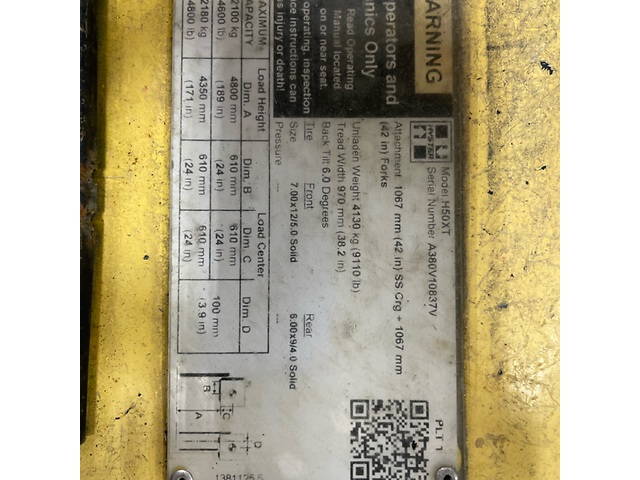 WARNING
perators and
nics Only
Read Operating
Manual located
on or near seat.
operating, inspection
ce instructions can
s injury or death!
HYSTER
Model H50XT
Serial Number A380V10837V
Attachment 1067 mm (42 in) SS Crg + 1067 mm
(42 in) Forks
Unladen Weight 4130 kg (9110 lb)
Tread Width 970 mm (38.2 in)
Back Tilt 6.0 Degrees
Tire Front Rear
Size 7.00x12/5.0 Solid 6.00x9/4.0 Solid
Pressure --- ---
AXIMUM
APACITY Load Height Load Center
Dim. A Dim. B Dim. C Dim. D
2100 kg 4800 mm 610 mm 610 mm 100 mm
4600 lb) (189 in) (24 in) (24 in) (3.9 in)
2180 kg 4350 mm 610 mm 610 mm
4800 lb) (171 in) (24 in) (24 in)
PLT 1
A
B
C
D